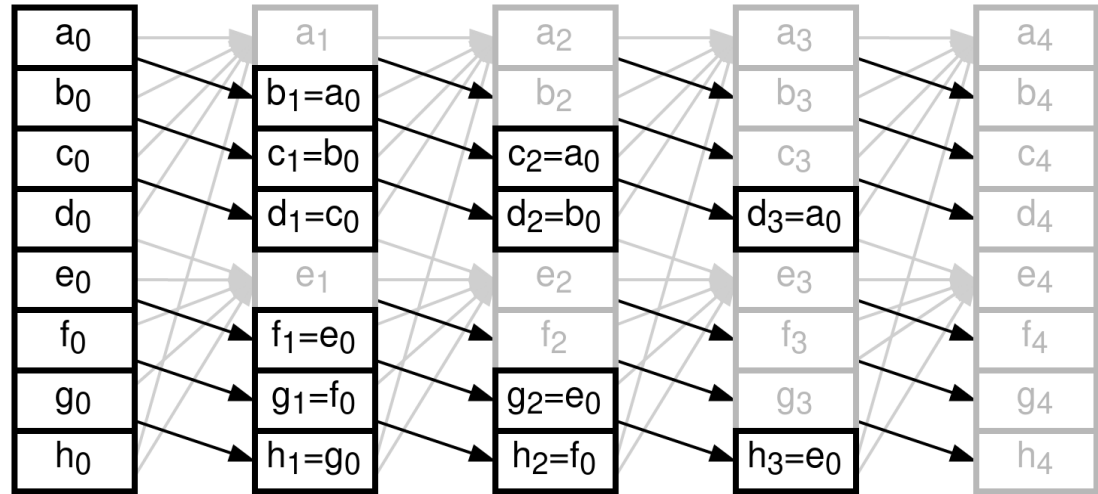 a₀ a₁ a₂ a₃ a₄
b₀ b₁=a₀ b₂ b₃ b₄
c₀ c₁=b₀ c₂=a₀ c₃ c₄
d₀ d₁=c₀ d₂=b₀ d₃=a₀ d₄
e₀ e₁ e₂ e₃ e₄
f₀ f₁=e₀ f₂ f₃ f₄
g₀ g₁=f₀ g₂=e₀ g₃ g₄
h₀ h₁=g₀ h₂=f₀ h₃=e₀ h₄